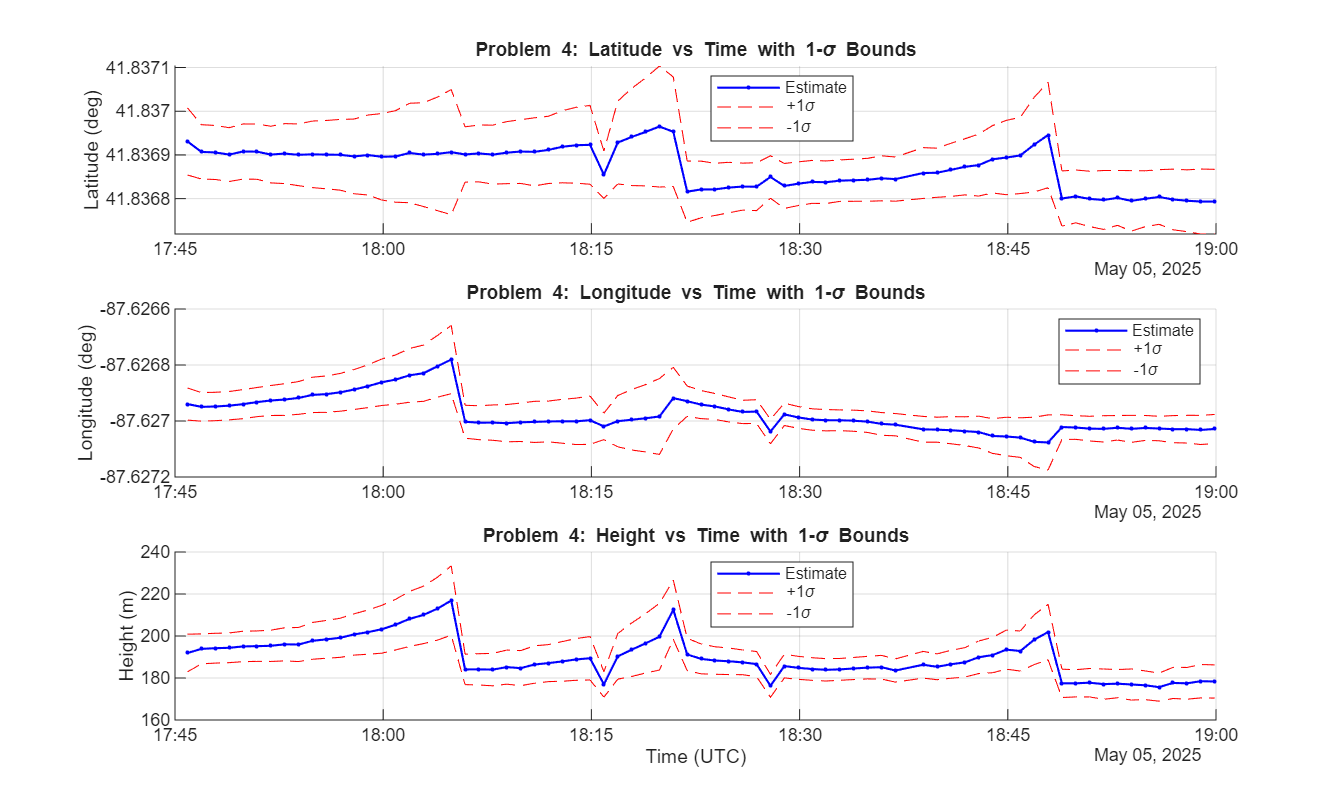 Problem 4: Latitude vs Time with 1-σ Bounds
Latitude (deg)
41.8371
41.837
41.8369
41.8368
Estimate
+1σ
-1σ
17:45 18:00 18:15 18:30 18:45 19:00
May 05, 2025
Problem 4: Longitude vs Time with 1-σ Bounds
Longitude (deg)
-87.6266
-87.6268
-87.627
-87.6272
Estimate
+1σ
-1σ
17:45 18:00 18:15 18:30 18:45 19:00
May 05, 2025
Problem 4: Height vs Time with 1-σ Bounds
Height (m)
240
220
200
180
160
Estimate
+1σ
-1σ
17:45 18:00 18:15 18:30 18:45 19:00
Time (UTC)
May 05, 2025